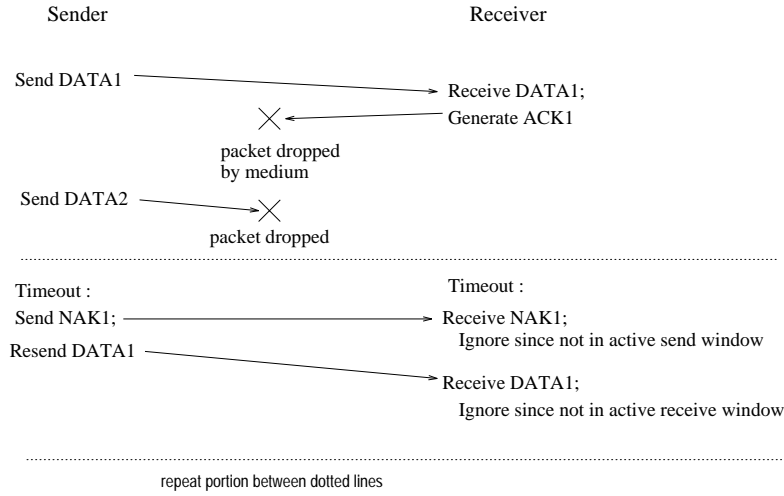 Sender
Receiver
Send DATA1
Receive DATA1;
Generate ACK1
packet dropped
by medium
Send DATA2
packet dropped
Timeout :
Timeout :
Send NAK1;
Receive NAK1;
Ignore since not in active send window
Resend DATA1
Receive DATA1;
Ignore since not in active receive window
repeat portion between dotted lines